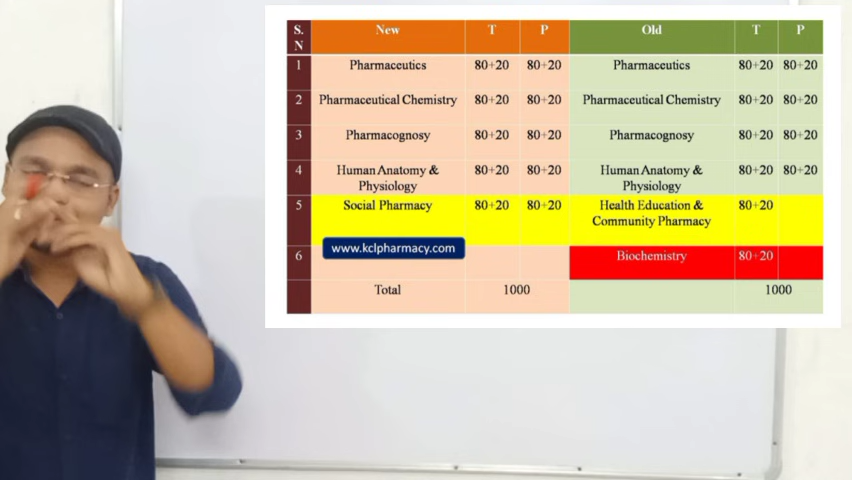 S. N New T P Old T P
1 Pharmaceutics 80+20 80+20 Pharmaceutics 80+20 80+20
2 Pharmaceutical Chemistry 80+20 80+20 Pharmaceutical Chemistry 80+20 80+20
3 Pharmacognosy 80+20 80+20 Pharmacognosy 80+20 80+20
4 Human Anatomy & Physiology 80+20 80+20 Human Anatomy & Physiology 80+20 80+20
5 Social Pharmacy 80+20 80+20 Health Education & Community Pharmacy 80+20
www.kclpharmacy.com
6 Biochemistry 80+20
Total 1000 1000